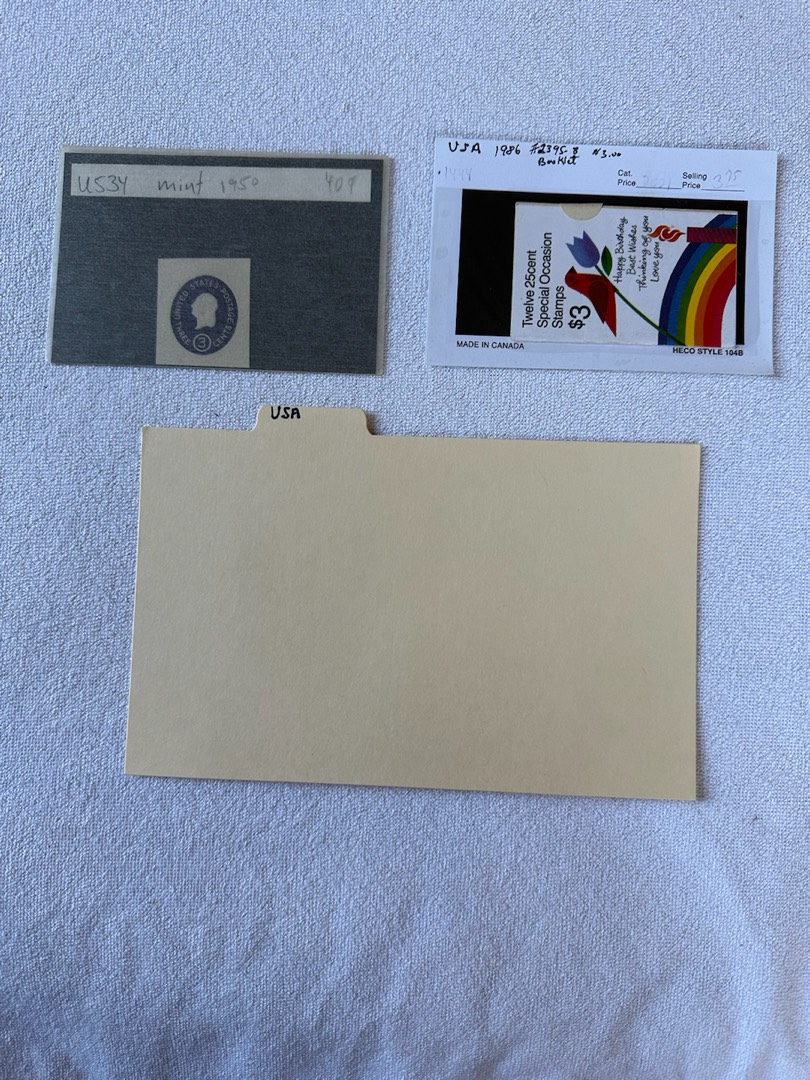 U534 mint 1950 40¢
UNITED STATES POSTAGE
THREE 3 CENTS
USA 1986 #2395-8
Booklet
Cat. Price
Selling Price 3.75
Twelve 25cent
Special Occasion
Stamps
$3
Happy Birthday
Best Wishes
Thinking of you
Love you
MADE IN CANADA
HECO STYLE 104B
USA